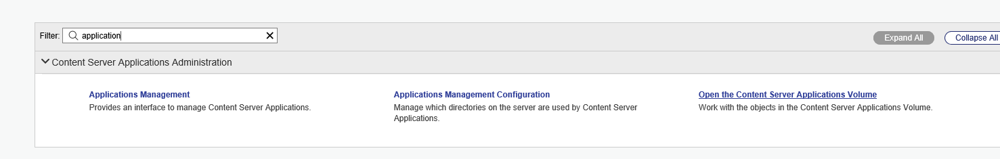 Filter: application
Expand All
Collapse All
Content Server Applications Administration
Applications Management
Provides an interface to manage Content Server Applications.
Applications Management Configuration
Manage which directories on the server are used by Content Server
Applications.
Open the Content Server Applications Volume
Work with the objects in the Content Server Applications Volume.